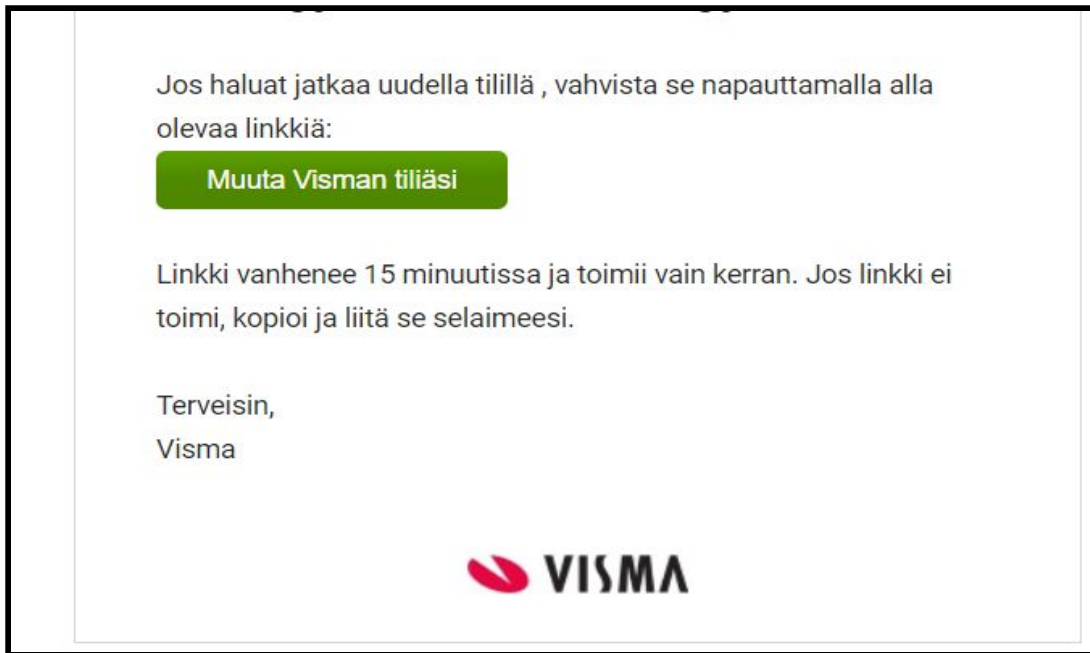 Jos haluat jatkaa uudella tilillä , vahvista se napauttamalla alla
olevaa linkkiä:
Muuta Visman tiliäsi
Linkki vanhenee 15 minuutissa ja toimii vain kerran. Jos linkki ei
toimi, kopioi ja liitä se selaimeesi.
Terveisin,
Visma
VISMA